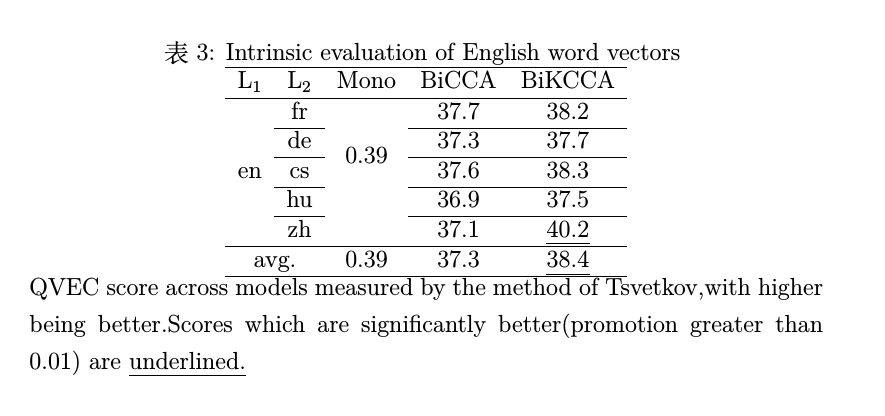 表 3: Intrinsic evaluation of English word vectors
L₁ L₂ Mono BiCCA BiKCCA
fr 37.7 38.2
de 37.3 37.7
0.39
en cs 37.6 38.3
hu 36.9 37.5
zh 37.1 40.2
avg. 0.39 37.3 38.4
QVEC score across models measured by the method of Tsvetkov,with higher
being better.Scores which are significantly better(promotion greater than
0.01) are underlined.